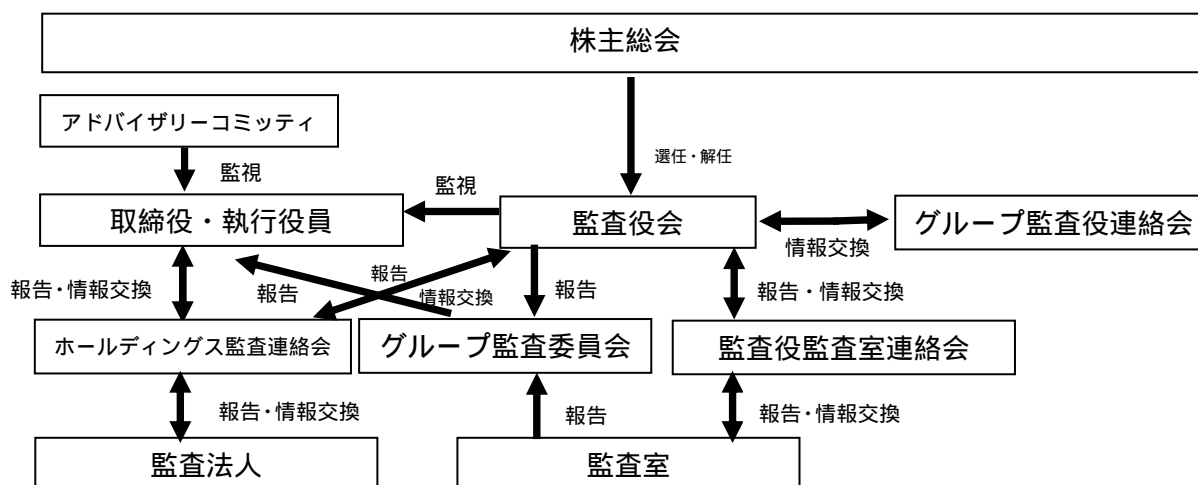 株主総会
アドバイザリーコミッティ
選任・解任
監視
監視
取締役・執行役員
監査役会
グループ監査役連絡会
情報交換
報告・情報交換
報告
報告
情報交換
報告
報告・情報交換
ホールディングス監査連絡会
グループ監査委員会
監査役監査室連絡会
報告・情報交換
報告
報告・情報交換
監査法人
監査室